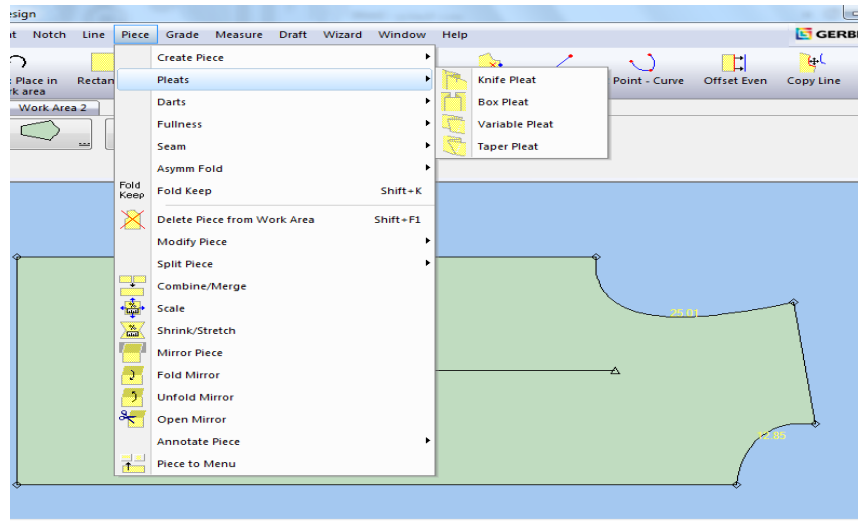 esign
t Notch Line Piece Grade Measure Draft Wizard Window Help
GERB
Place in
rk area
Rectan
Point - Curve
Offset Even
Copy Line
Work Area 2
...
Create Piece
Pleats
Darts
Fullness
Seam
Asymm Fold
Fold
Keep
Fold Keep Shift+K
Delete Piece from Work Area Shift+F1
Modify Piece
Split Piece
Combine/Merge
Scale
Shrink/Stretch
Mirror Piece
Fold Mirror
Unfold Mirror
Open Mirror
Annotate Piece
Piece to Menu
Knife Pleat
Box Pleat
Variable Pleat
Taper Pleat
25.01
12.85